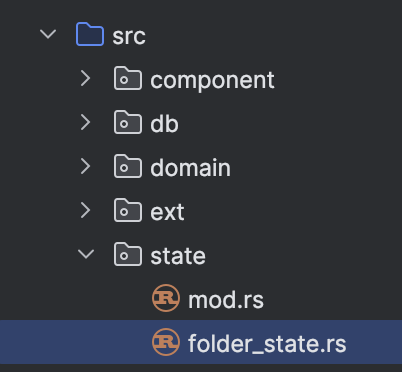 src
component
db
domain
ext
state
mod.rs
folder_state.rs